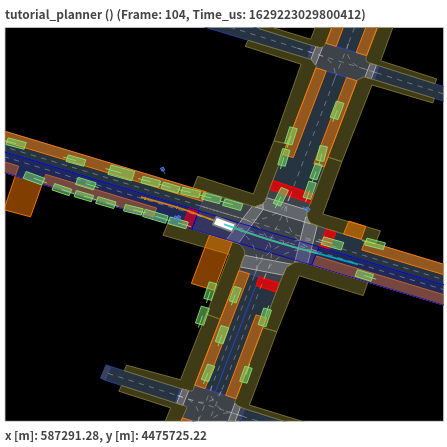 tutorial_planner () (Frame: 104, Time_us: 1629223029800412)
x [m]: 587291.28, y [m]: 4475725.22